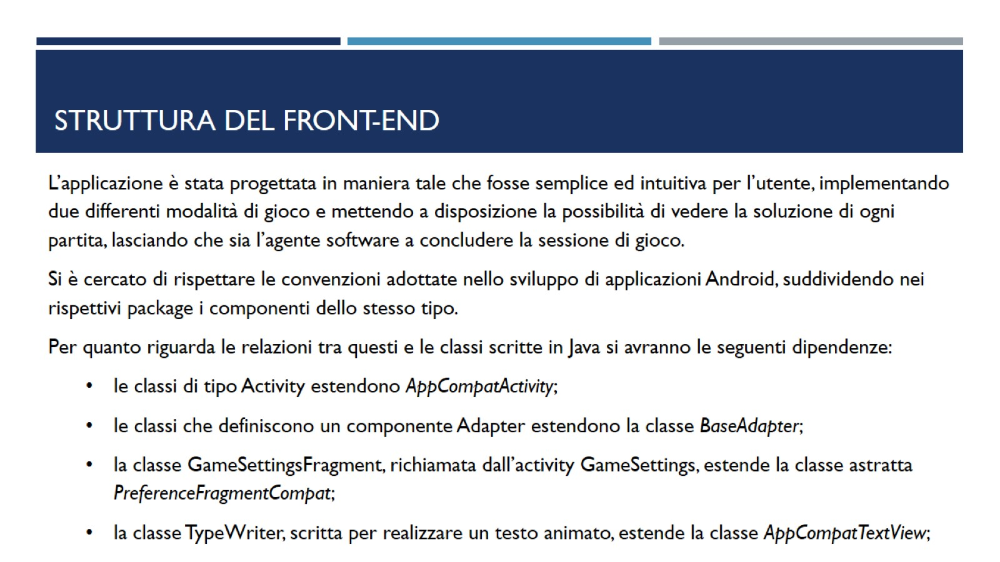 STRUTTURA DEL FRONT-END
L’applicazione è stata progettata in maniera tale che fosse semplice ed intuitiva per l’utente, implementando
due differenti modalità di gioco e mettendo a disposizione la possibilità di vedere la soluzione di ogni
partita, lasciando che sia l’agente software a concludere la sessione di gioco.
Si è cercato di rispettare le convenzioni adottate nello sviluppo di applicazioni Android, suddividendo nei
rispettivi package i componenti dello stesso tipo.
Per quanto riguarda le relazioni tra questi e le classi scritte in Java si avranno le seguenti dipendenze:
• le classi di tipo Activity estendono AppCompatActivity;
• le classi che definiscono un componente Adapter estendono la classe BaseAdapter;
• la classe GameSettingsFragment, richiamata dall’activity GameSettings, estende la classe astratta
PreferenceFragmentCompat;
• la classe TypeWriter, scritta per realizzare un testo animato, estende la classe AppCompatTextView;